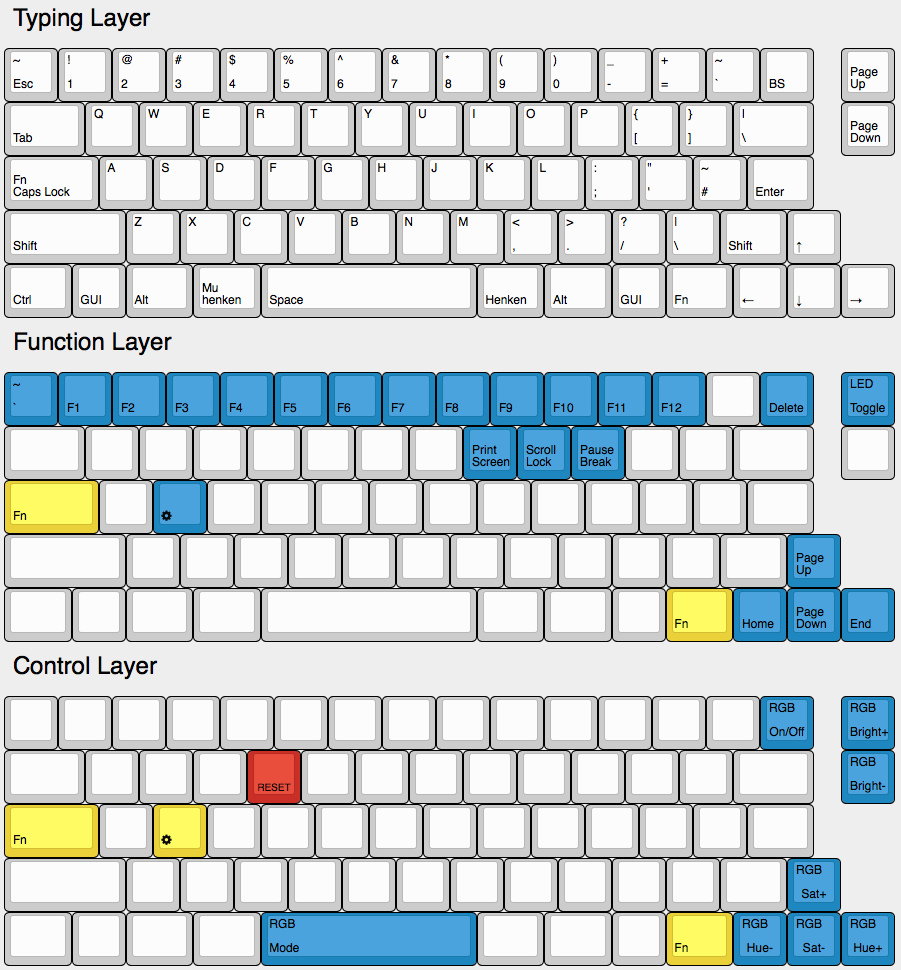 Typing Layer
~ ! @ # $ % ^ & * ( ) _ + ~ Page
Esc 1 2 3 4 5 6 7 8 9 0 - = ` BS Up
Q W E R T Y U I O P { } | Page
Tab [ ] \ Down
A S D F G H J K L : " ~
Fn
Caps Lock ; ' # Enter
Z X C V B N M < > ? |
Shift , . / \ Shift ↑
Mu
Ctrl GUI Alt henken Space Henken Alt GUI Fn ← ↓ →
Function Layer
~ LED
` F1 F2 F3 F4 F5 F6 F7 F8 F9 F10 F11 F12 Delete Toggle
Print Scroll Pause
Screen Lock Break
Fn
Page
Up
Page
Fn Home Down End
Control Layer
RGB RGB
On/Off Bright+
RGB
RESET Bright-
Fn
RGB
Sat+
RGB RGB RGB RGB
Mode Fn Hue- Sat- Hue+